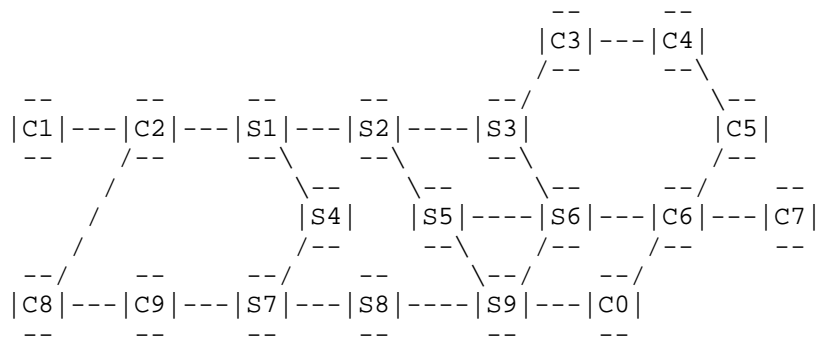 --      --
                                             |C3|---|C4|
                                             /--      --\
 --      --      --      --       --/             \--
|C1|---|C2|---|S1|---|S2|----|S3|             |C5|
 --      /--      --\     --\      --\             /--
        /            \--     \--      \--      --/      --
       /            |S4|   |S5|----|S6|---|C6|---|C7|
      /              /--      --\     /--      /--      --
 --/      --      --/     --      \--/      --/
|C8|---|C9|---|S7|---|S8|----|S9|---|C0|
 --      --      --      --       --      --